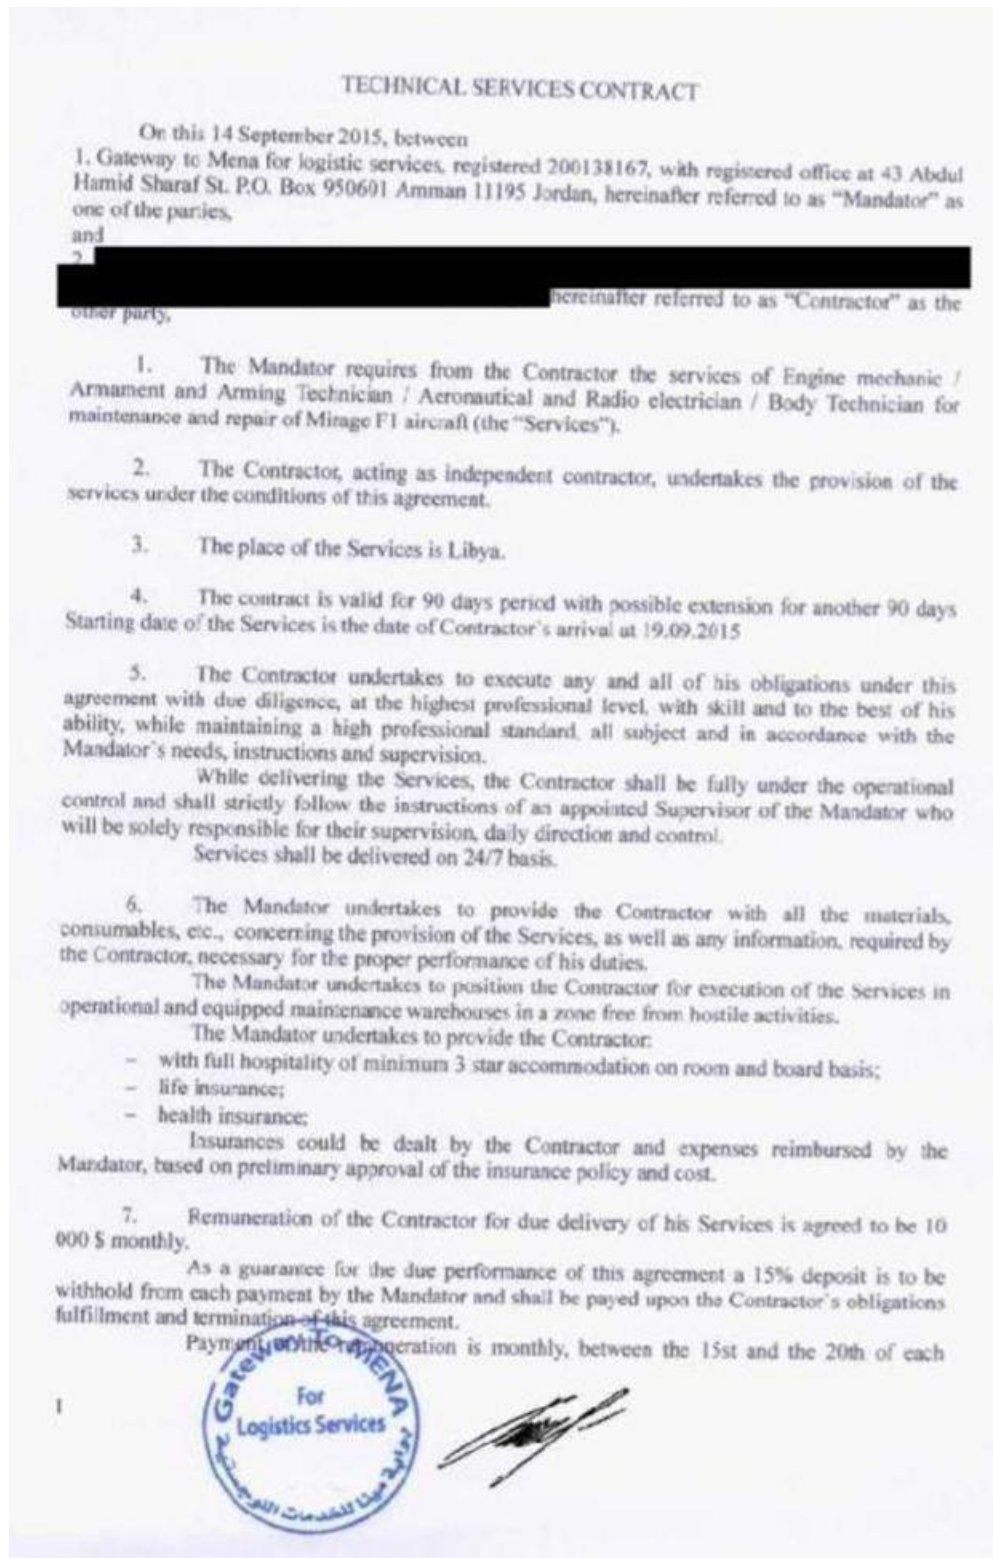 TECHNICAL SERVICES CONTRACT
On this 14 September 2015, between
1. Gateway to Mena for logistic services, registered 200138167, with registered office at 43 Abdul
Hamid Sharaf St. P.O. Box 950601 Amman 11195 Jordan, hereinafter referred to as “Mandator” as
one of the parties,
and
2.
hereinafter referred to as “Contractor” as the
other party,
1. The Mandator requires from the Contractor the services of Engine mechanic /
Armament and Arming Technician / Aeronautical and Radio electrician / Body Technician for
maintenance and repair of Mirage F1 aircraft (the “Services”).
2. The Contractor, acting as independent contractor, undertakes the provision of the
services under the conditions of this agreement.
3. The place of the Services is Libya.
4. The contract is valid for 90 days period with possible extension for another 90 days
Starting date of the Services is the date of Contractor's arrival at 19.09.2015
5. The Contractor undertakes to execute any and all of his obligations under this
agreement with due diligence, at the highest professional level, with skill and to the best of his
ability, while maintaining a high professional standard, all subject and in accordance with the
Mandator's needs, instructions and supervision.
While delivering the Services, the Contractor shall be fully under the operational
control and shall strictly follow the instructions of an appointed Supervisor of the Mandator who
will be solely responsible for their supervision, daily direction and control.
Services shall be delivered on 24/7 basis.
6. The Mandator undertakes to provide the Contractor with all the materials,
consumables, etc., concerning the provision of the Services, as well as any information, required by
the Contractor, necessary for the proper performance of his duties.
The Mandator undertakes to position the Contractor for execution of the Services in
operational and equipped maintenance warehouses in a zone free from hostile activities.
The Mandator undertakes to provide the Contractor:
– with full hospitality of minimum 3 star accommodation on room and board basis;
– life insurance;
– health insurance;
Insurances could be dealt by the Contractor and expenses reimbursed by the
Mandator, based on preliminary approval of the insurance policy and cost.
7. Remuneration of the Contractor for due delivery of his Services is agreed to be 10
000 $ monthly.
As a guarantee for the due performance of this agreement a 15% deposit is to be
withhold from each payment by the Mandator and shall be payed upon the Contractor's obligations
fulfillment and termination of this agreement.
Payment of the remuneration is monthly, between the 15st and the 20th of each
1
Gateway To MENA
For
Logistics Services
بوابة مينا للخدمات اللوجستية